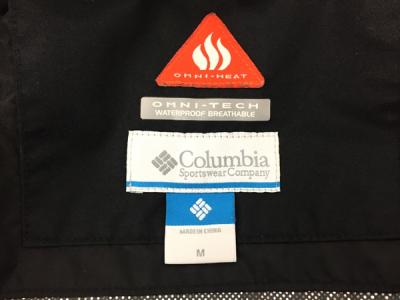 OMNI-HEAT
OMNI-TECH
WATERPROOF BREATHABLE
Columbia
Sportswear Company
MADE IN CHINA
M